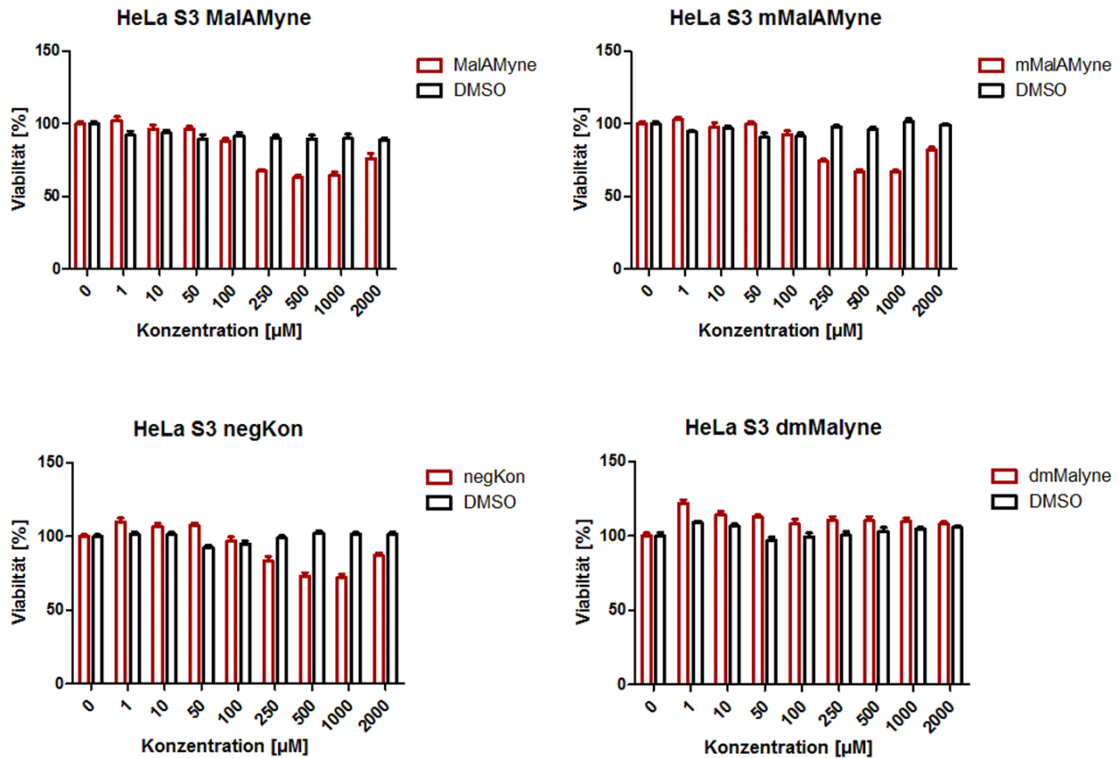 HeLa S3 MalAMyne
150
100
50
0
Viabilität [%]
MalAMyne
DMSO
0 1 10 50 100 250 500 1000 2000
Konzentration [µM]
HeLa S3 mMalAMyne
150
100
50
0
Viabilität [%]
mMalAMyne
DMSO
0 1 10 50 100 250 500 1000 2000
Konzentration [µM]
HeLa S3 negKon
150
100
50
0
Viabilität [%]
negKon
DMSO
0 1 10 50 100 250 500 1000 2000
Konzentration [µM]
HeLa S3 dmMalyne
150
100
50
0
Viabilität [%]
dmMalyne
DMSO
0 1 10 50 100 250 500 1000 2000
Konzentration [µM]